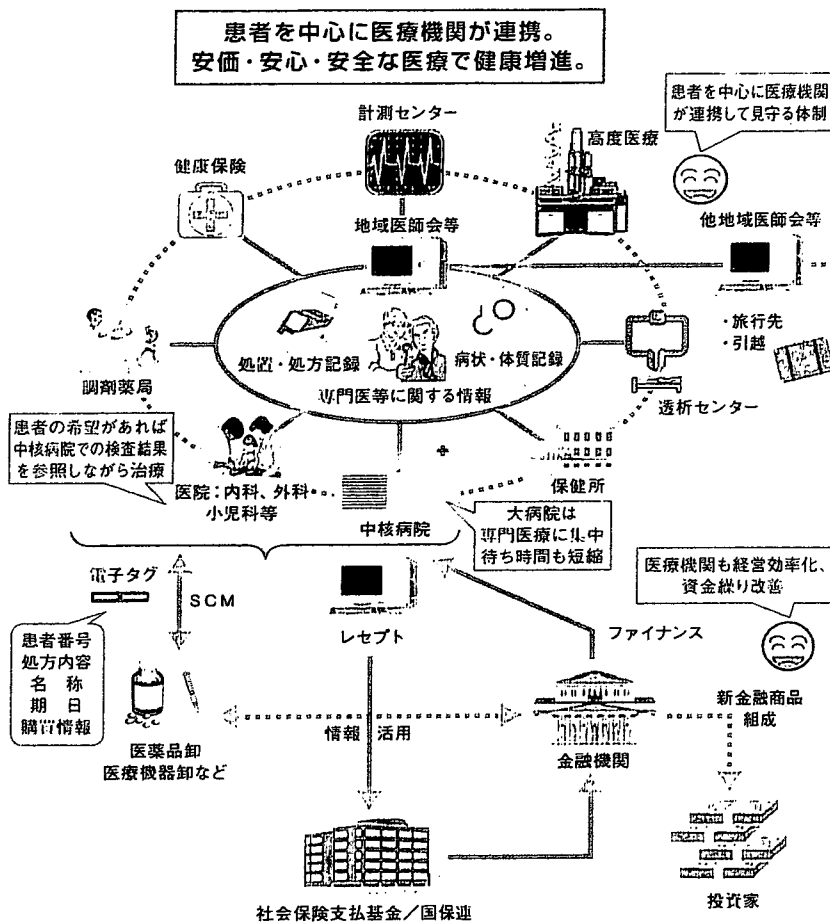 患者を中心に医療機関が連携。
安価・安心・安全な医療で健康増進。
患者を中心に医療機関
が連携して見守る体制
計測センター
高度医療
健康保険
地域医師会等
他地域医師会等
・旅行先
・引越
処置・処方記録
病状・体質記録
専門医等に関する情報
調剤薬局
透析センター
患者の希望があれば
中核病院での検査結果
を参照しながら治療
医院：内科、外科
小児科等
保健所
中核病院
大病院は
専門医療に集中
待ち時間も短縮
電子タグ
SCM
医療機関も経営効率化、
資金繰り改善
患者番号
処方内容
名　称
期　日
購買情報
レセプト
ファイナンス
新金融商品
組成
医薬品卸
医療機器卸など
情報　活用
金融機関
社会保険支払基金／国保連
投資家